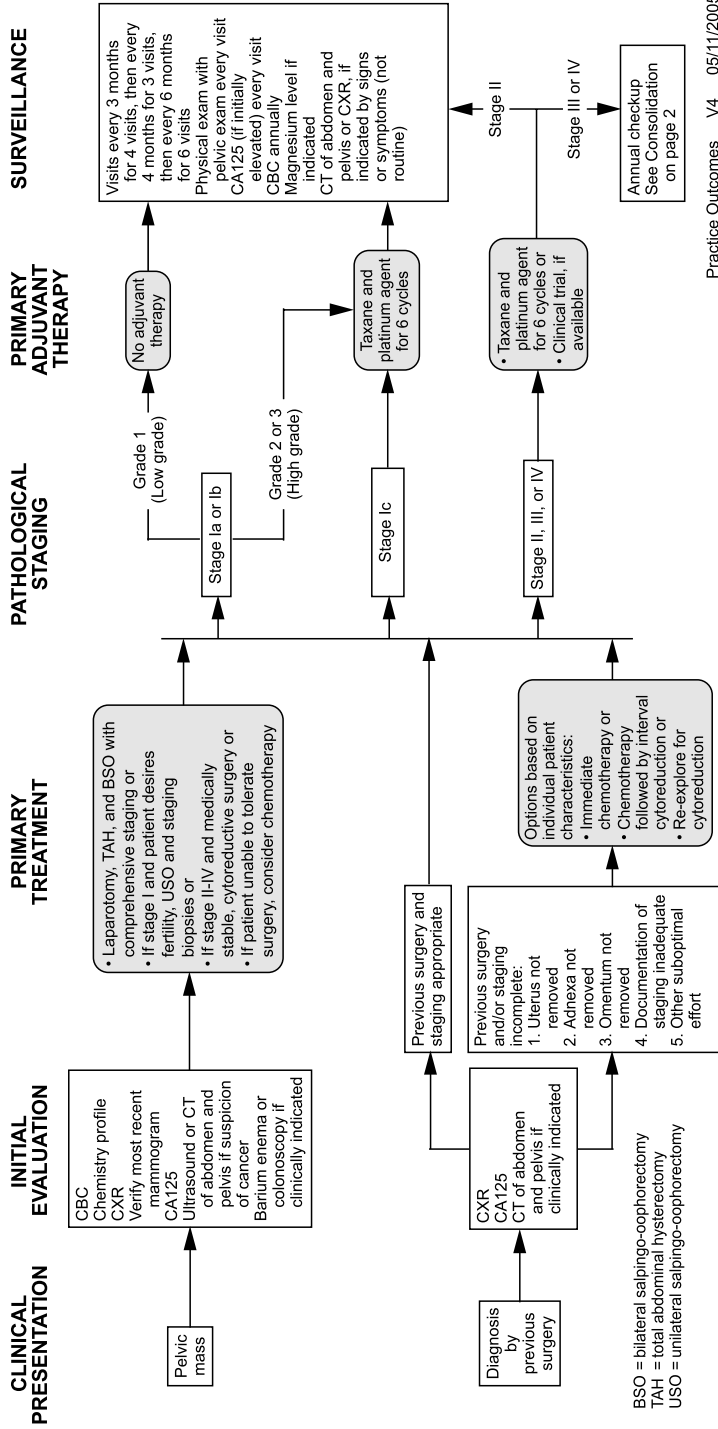 CLINICAL
PRESENTATION
INITIAL
EVALUATION
PRIMARY
TREATMENT
PATHOLOGICAL
STAGING
PRIMARY
ADJUVANT
THERAPY
SURVEILLANCE
Pelvic
mass
CBC
Chemistry profile
CXR
Verify most recent
mammogram
CA125
Ultrasound or CT
of abdomen and
pelvis if suspicion
of cancer
Barium enema or
colonoscopy if
clinically indicated
• Laparotomy, TAH, and BSO with
comprehensive staging or
• If stage I and patient desires
fertility, USO and staging
biopsies or
• If stage II-IV and medically
stable, cytoreductive surgery or
• If patient unable to tolerate
surgery, consider chemotherapy
Stage Ia or Ib
Grade 1
(Low grade)
Grade 2 or 3
(High grade)
No adjuvant
therapy
Visits every 3 months
for 4 visits, then every
4 months for 3 visits,
then every 6 months
for 6 visits
Physical exam with
pelvic exam every visit
CA125 (if initially
elevated) every visit
CBC annually
Magnesium level if
indicated
CT of abdomen and
pelvis or CXR, if
indicated by signs
or symptoms (not
routine)
Stage Ic
Taxane and
platinum agent
for 6 cycles
Diagnosis
by
previous
surgery
CXR
CA125
CT of abdomen
and pelvis if
clinically indicated
Previous surgery and
staging appropriate
Previous surgery
and/or staging
incomplete:
1. Uterus not
removed
2. Adnexa not
removed
3. Omentum not
removed
4. Documentation of
staging inadequate
5. Other suboptimal
effort
Options based on
individual patient
characteristics:
• Immediate
chemotherapy or
• Chemotherapy
followed by interval
cytoreduction or
• Re-explore for
cytoreduction
Stage II, III, or IV
• Taxane and
platinum agent
for 6 cycles or
• Clinical trial, if
available
Stage II
Stage III or IV
Annual checkup
See Consolidation
on page 2
BSO = bilateral salpingo-oophorectomy
TAH = total abdominal hysterectomy
USO = unilateral salpingo-oophorectomy
Practice Outcomes V4 05/11/2005